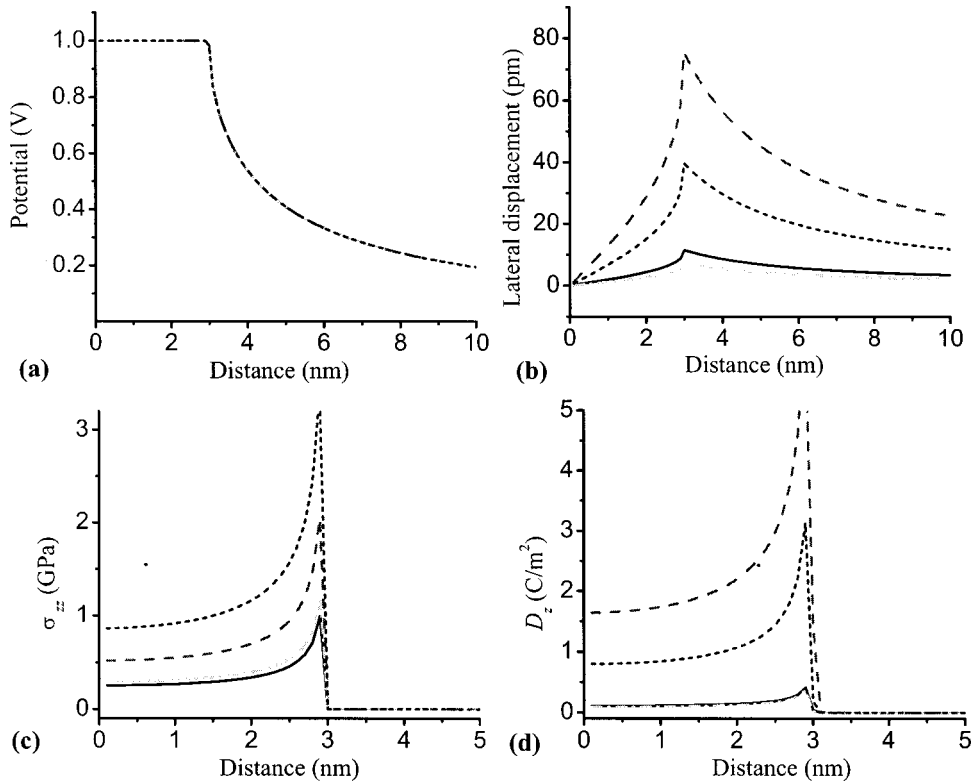 1.0
0.8
0.6
0.4
0.2
Potential (V)
0 2 4 6 8 10
Distance (nm)
(a)
80
60
40
20
0
Lateral displacement (pm)
0 2 4 6 8 10
Distance (nm)
(b)
3
2
1
0
σzz (GPa)
0 1 2 3 4 5
Distance (nm)
(c)
5
4
3
2
1
0
Dz (C/m²)
0 1 2 3 4 5
Distance (nm)
(d)